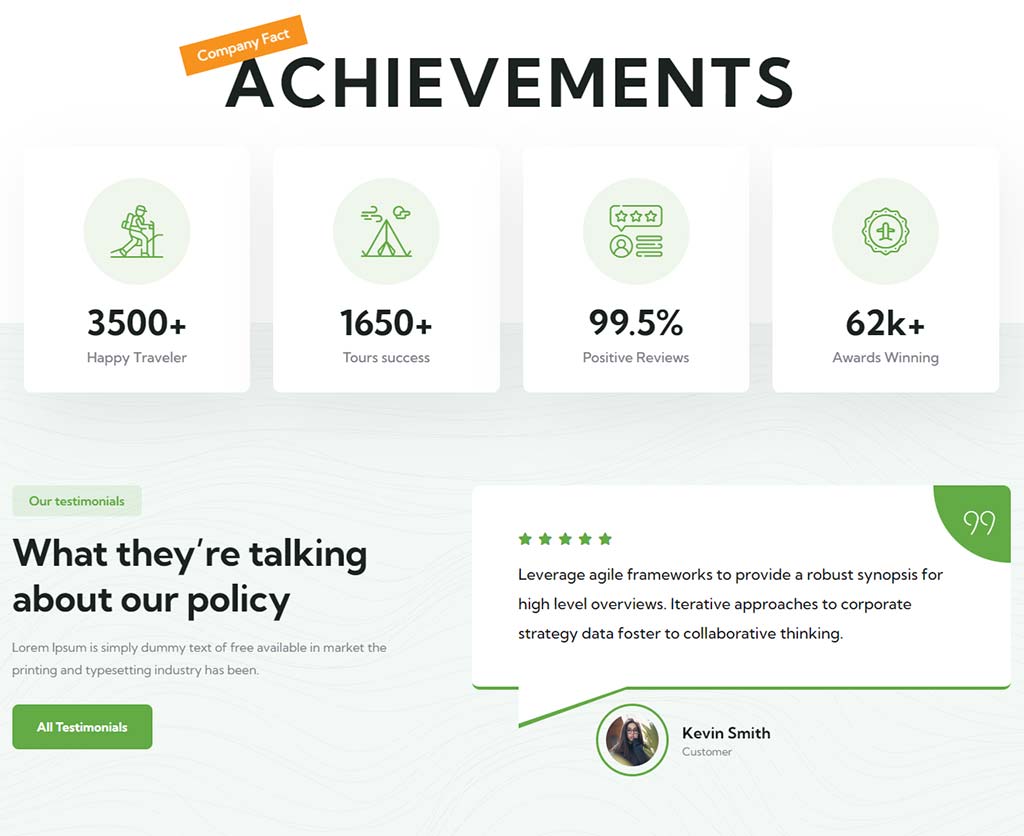 Company Fact
ACHIEVEMENTS
3500+
Happy Traveler
1650+
Tours success
99.5%
Positive Reviews
62k+
Awards Winning
Our testimonials
What they’re talking
about our policy
Lorem Ipsum is simply dummy text of free available in market the
printing and typesetting industry has been.
All Testimonials
Leverage agile frameworks to provide a robust synopsis for
high level overviews. Iterative approaches to corporate
strategy data foster to collaborative thinking.
Kevin Smith
Customer